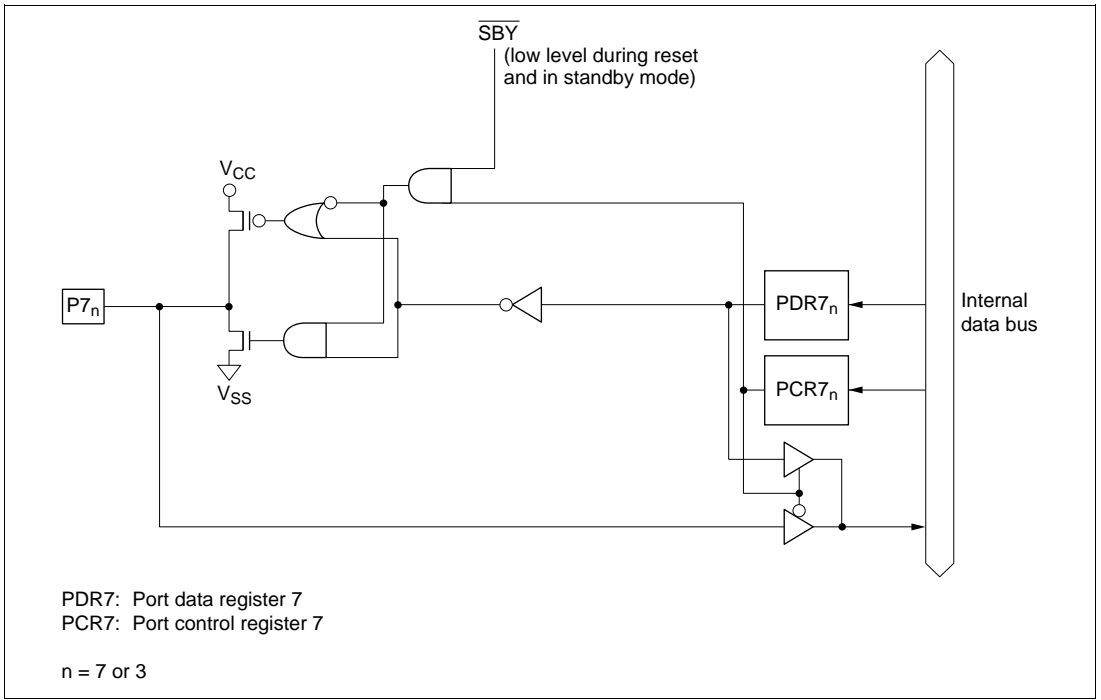 SBY
(low level during reset
and in standby mode)
VCC
P7n
VSS
PDR7n
PCR7n
Internal
data bus
PDR7: Port data register 7
PCR7: Port control register 7
n = 7 or 3